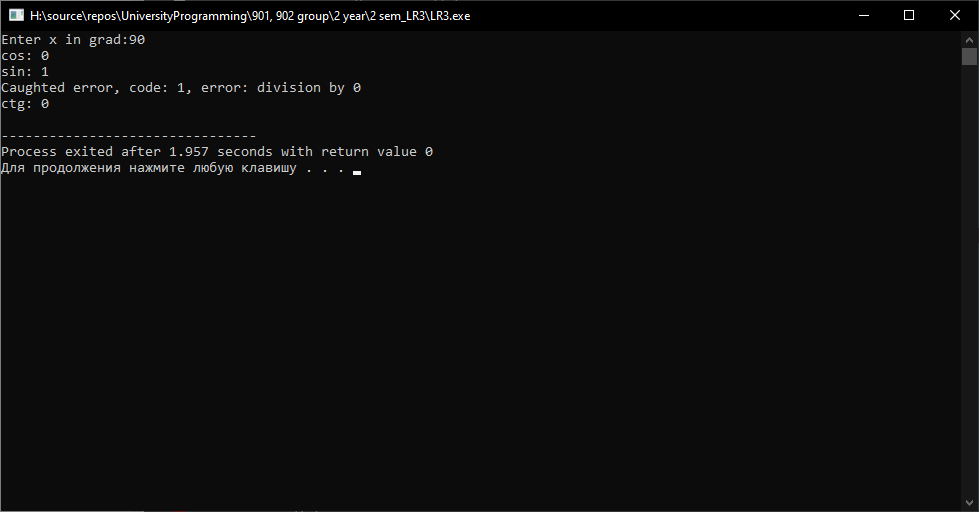 H:\source\repos\UniversityProgramming\901, 902 group\2 year\2 sem_LR3\LR3.exe
Enter x in grad:90
cos: 0
sin: 1
Caughted error, code: 1, error: division by 0
ctg: 0
--------------------------------
Process exited after 1.957 seconds with return value 0
Для продолжения нажмите любую клавишу . . .